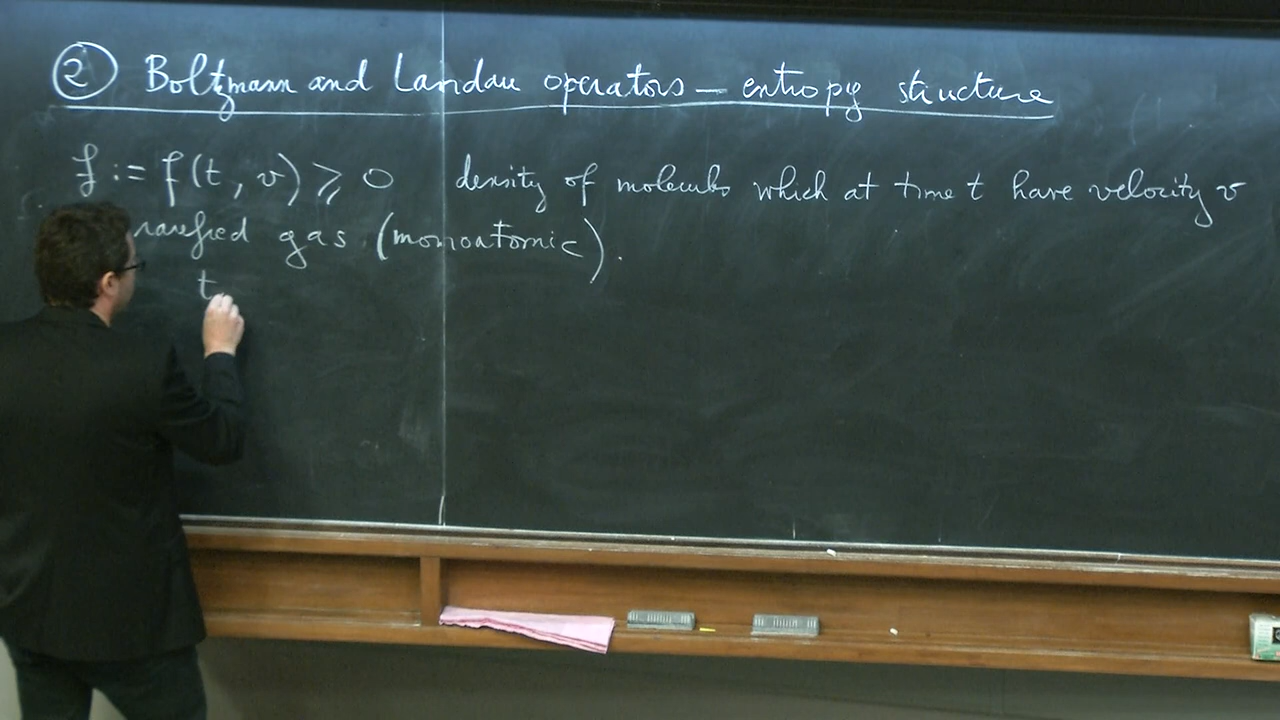 ② Boltzmann and Landau operators — entropy structure
f := f(t, v) ⩾ 0 density of molecules which at time t have velocity v
rarefied gas (monoatomic).
t